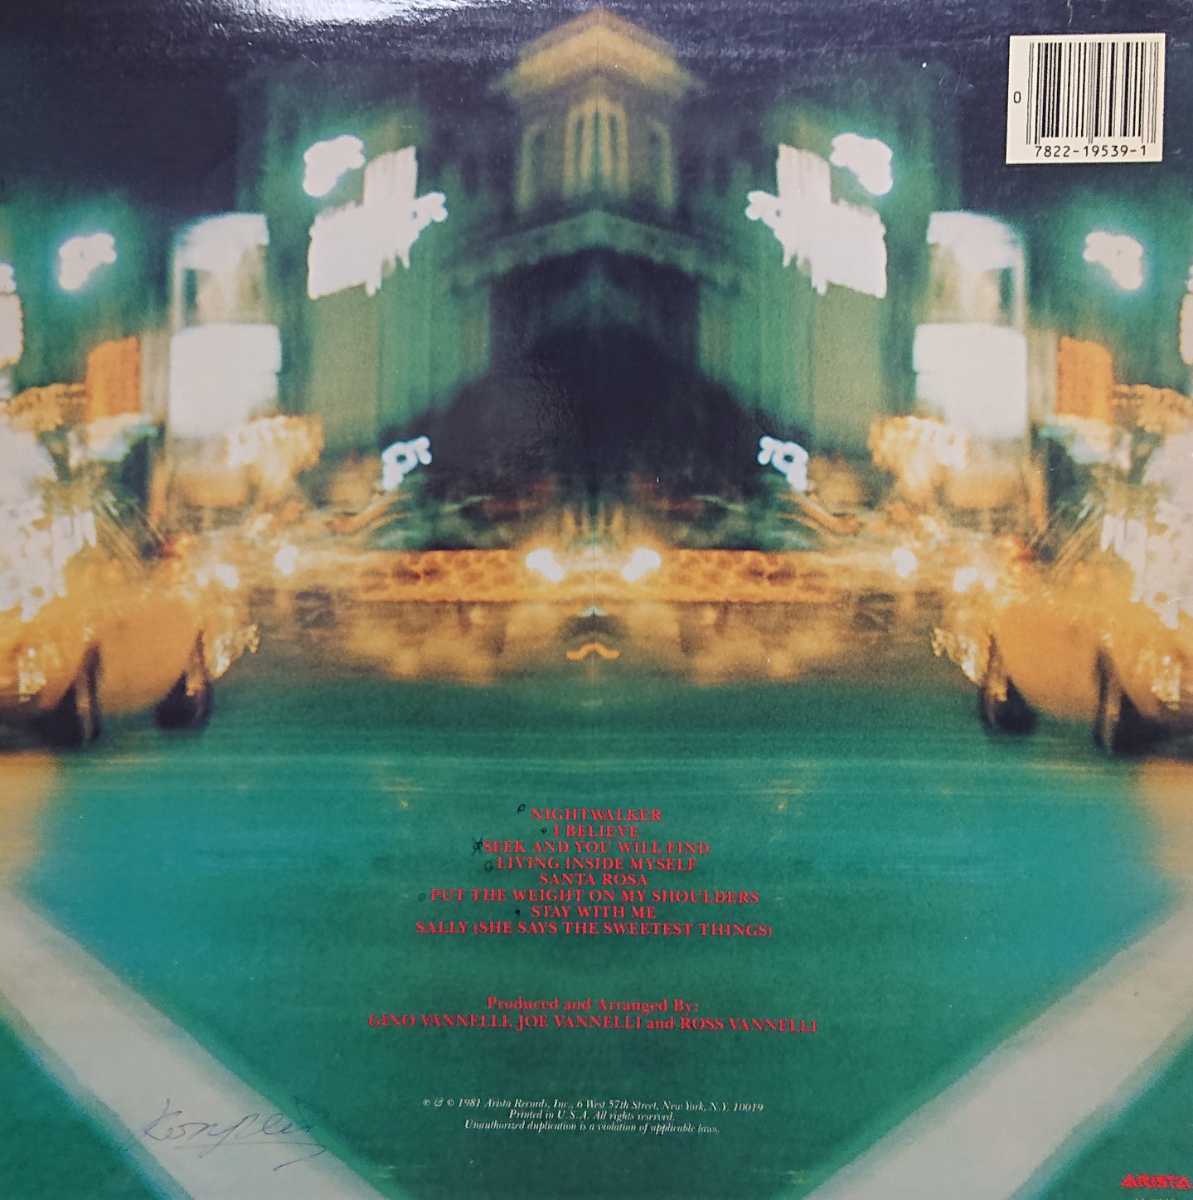 0
7822-19539-1
NIGHTWALKER
I BELIEVE
SEEK AND YOU WILL FIND
LIVING INSIDE MYSELF
SANTA ROSA
PUT THE WEIGHT ON MY SHOULDERS
STAY WITH ME
SALLY (SHE SAYS THE SWEETEST THINGS)
Produced and Arranged By:
GINO VANNELLI, JOE VANNELLI and ROSS VANNELLI
℗ & © 1981 Arista Records, Inc., 6 West 57th Street, New York, N.Y. 10019
Printed in U.S.A. All rights reserved.
Unauthorized duplication is a violation of applicable laws.
ARISTA